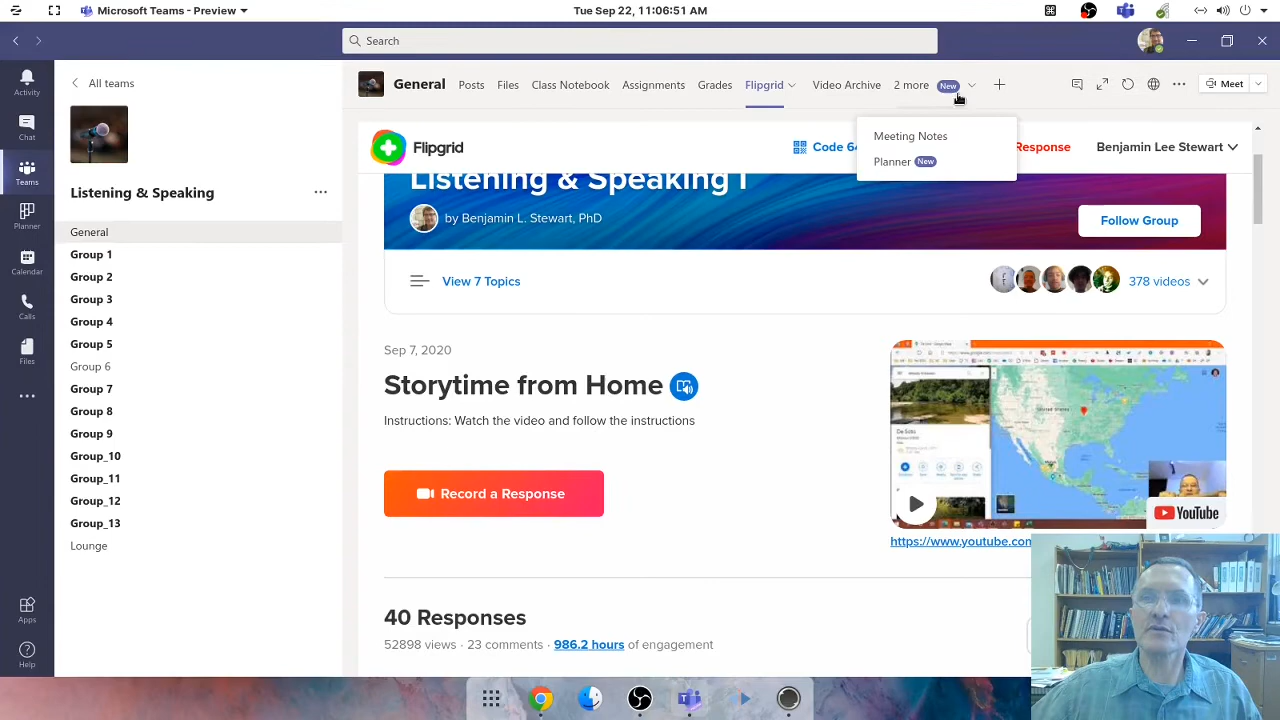 Microsoft Teams - Preview
Tue Sep 22, 11:06:51 AM
Search
Activity
Chat
Teams
Planner
Calendar
Calls
Files
Apps
Help
All teams
Listening & Speaking
General
Group 1
Group 2
Group 3
Group 4
Group 5
Group 6
Group 7
Group 8
Group 9
Group_10
Group_11
Group_12
Group_13
Lounge
General Posts Files Class Notebook Assignments Grades Flipgrid Video Archive 2 more New Meet
Meeting Notes
Planner New
Flipgrid Code 64 Response Benjamin Lee Stewart
Listening & Speaking I
by Benjamin L. Stewart, PhD
Follow Group
View 7 Topics
378 videos
Sep 7, 2020
Storytime from Home
Instructions: Watch the video and follow the instructions
Record a Response
YouTube
https://www.youtube.con
40 Responses
52898 views · 23 comments · 986.2 hours of engagement